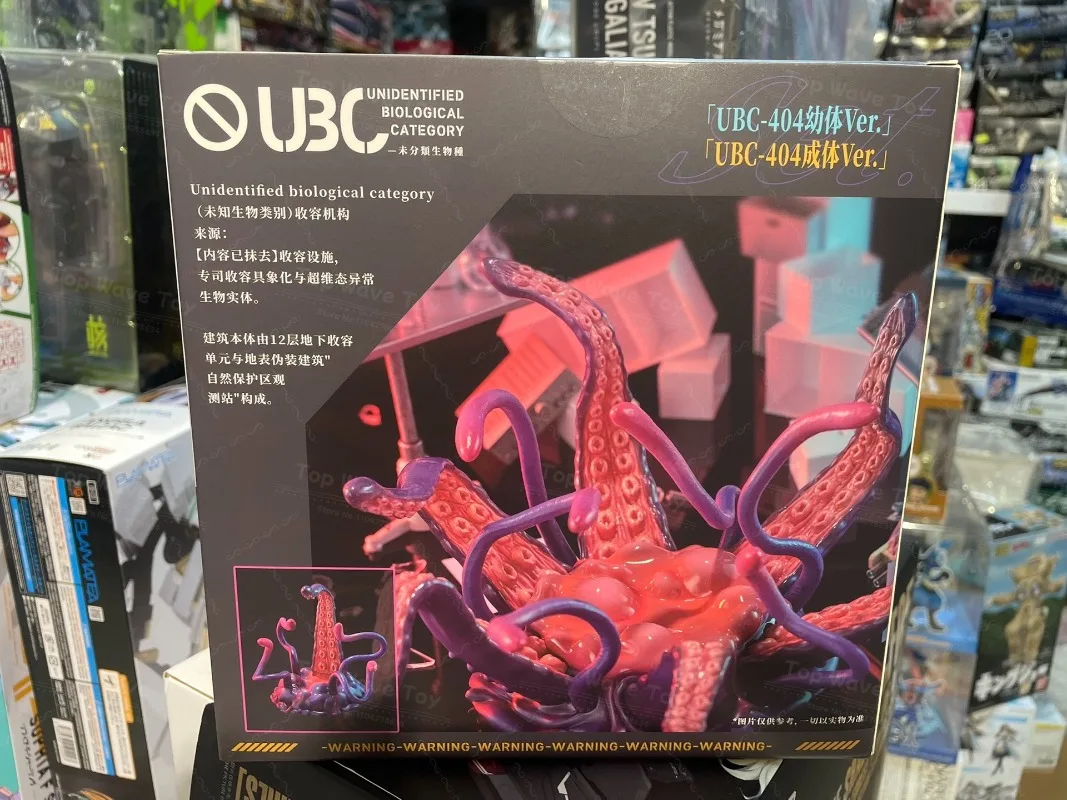 UBC
UNIDENTIFIED
BIOLOGICAL
CATEGORY
—未分類生物種
「UBC-404幼体Ver.」
「UBC-404成体Ver.」
Set.
Unidentified biological category
(未知生物类别)收容机构
来源:
【内容已抹去】收容设施,
专司收容具象化与超维态异常
生物实体。
建筑本体由12层地下收容
单元与地表伪装建筑"
自然保护区观
测站"构成。
*图片仅供参考,一切以实物为准
-WARNING-WARNING-WARNING-WARNING-WARNING-WARNING-
Top Wave Toy
核
PLAMATEA